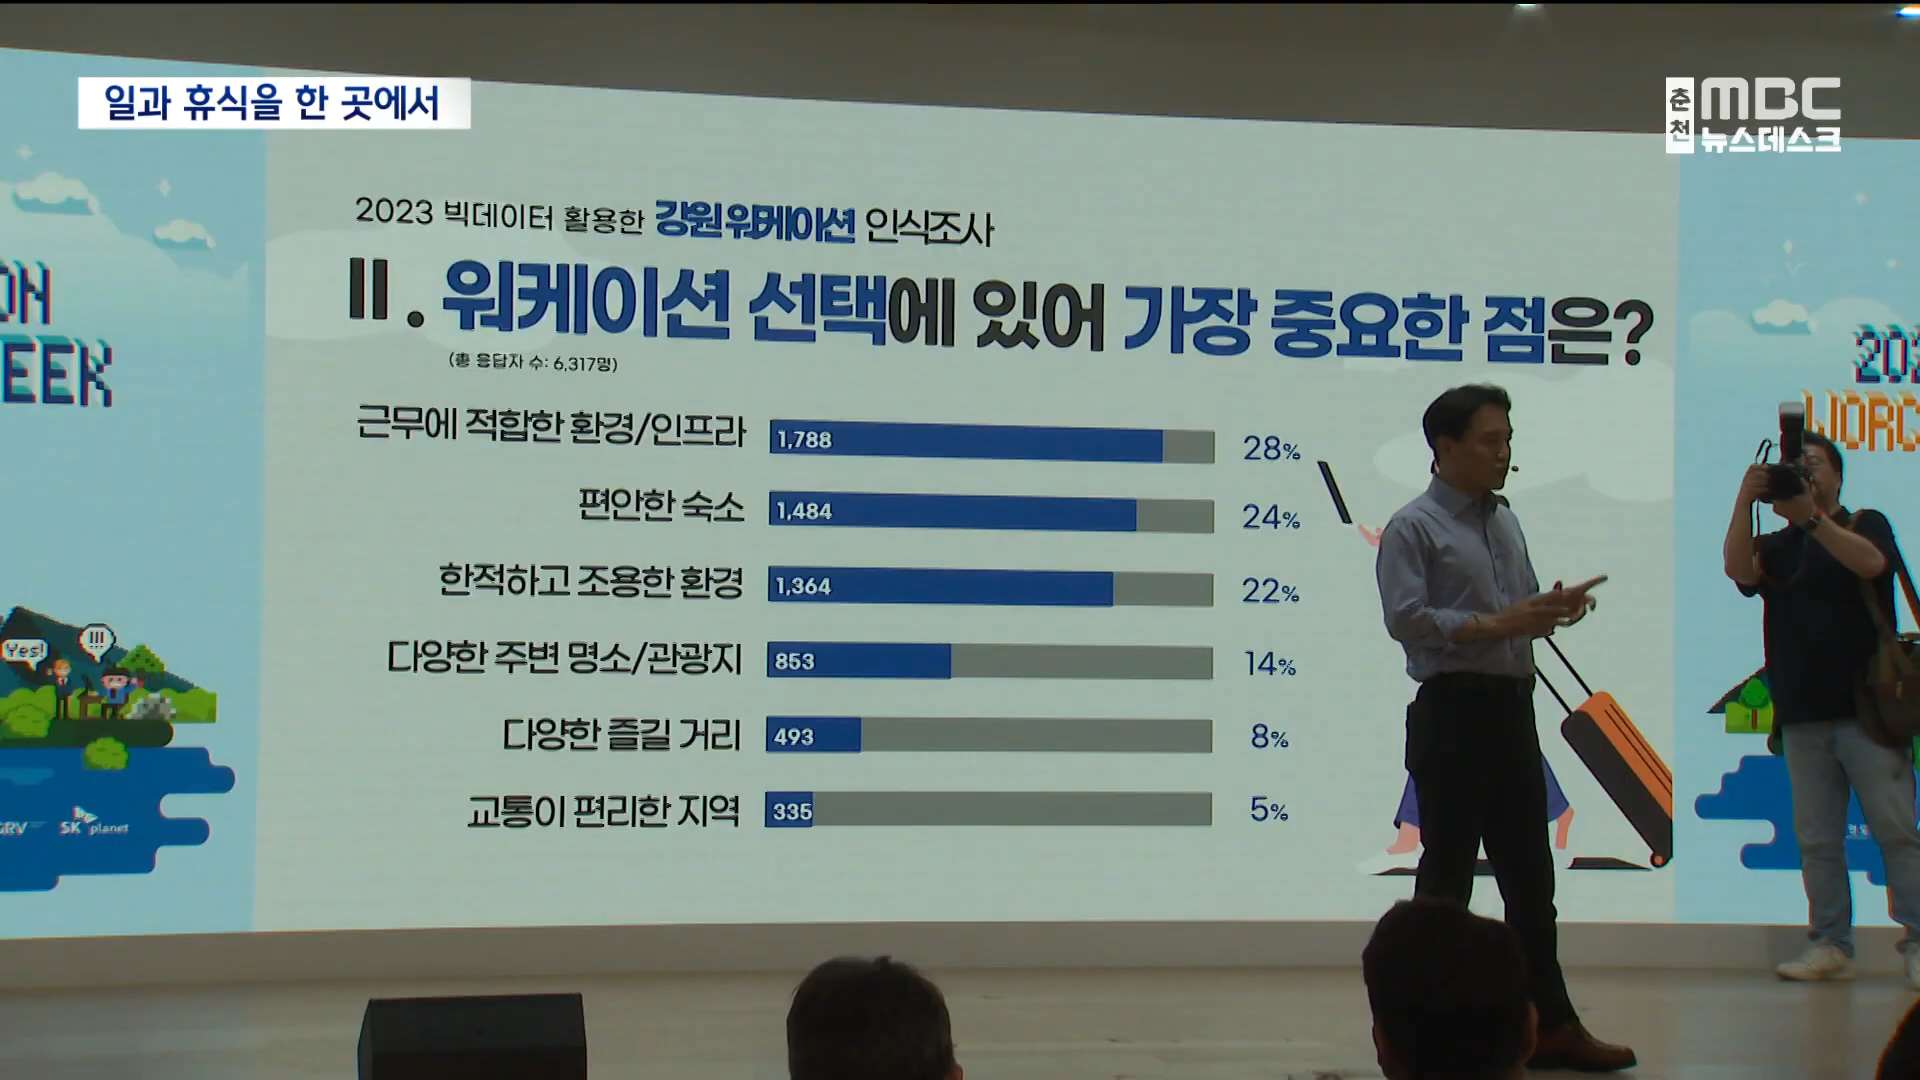 일과 휴식을 한 곳에서
춘천 MBC
뉴스데스크
2023 빅데이터 활용한 강원 워케이션 인식조사
II. 워케이션 선택에 있어 가장 중요한 점은?
(총 응답자 수: 6,317명)
근무에 적합한 환경/인프라 1,788 28%
편안한 숙소 1,484 24%
한적하고 조용한 환경 1,364 22%
다양한 주변 명소/관광지 853 14%
다양한 즐길 거리 493 8%
교통이 편리한 지역 335 5%
ON
EEK
Yes!
!!!
GRV
SK planet
202
WORC